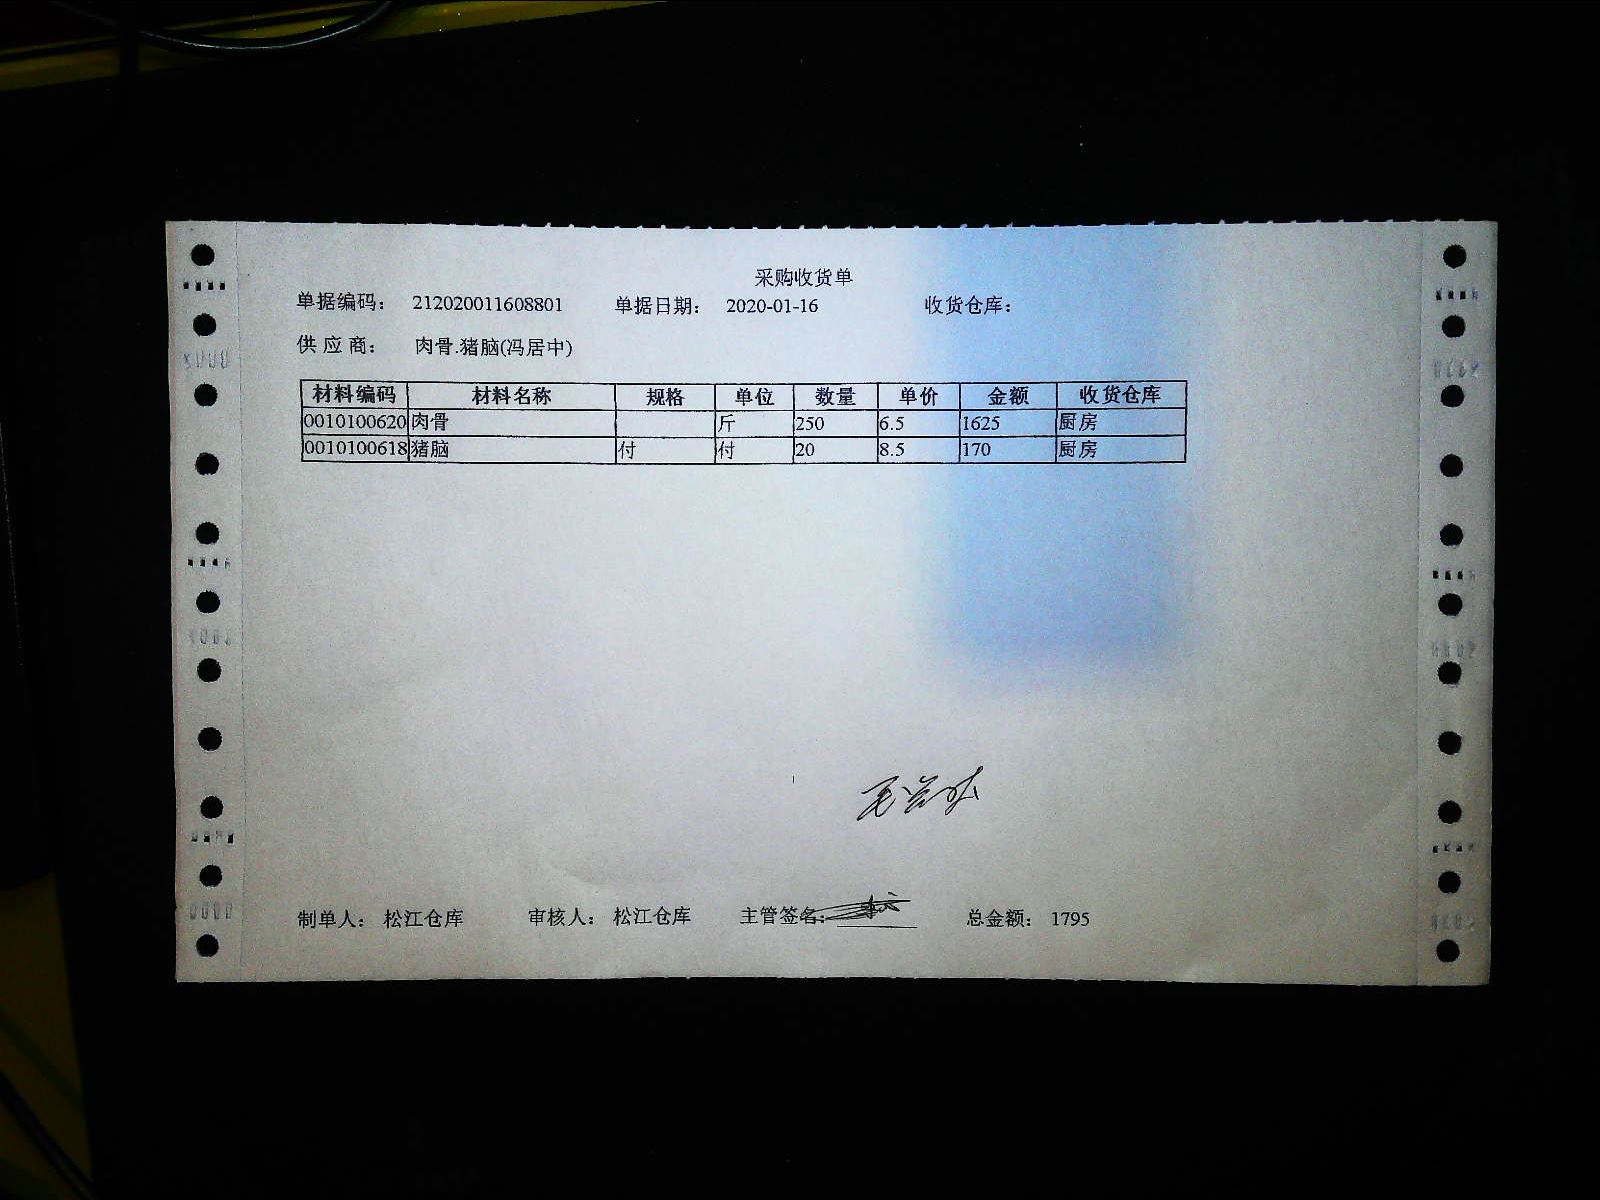 采购收货单
单据编码： 212020011608801 单据日期： 2020-01-16 收货仓库：
供 应 商： 肉骨.猪脑(冯居中)
材料编码 材料名称 规格 单位 数量 单价 金额 收货仓库
0010100620 肉骨 斤 250 6.5 1625 厨房
0010100618 猪脑 付 付 20 8.5 170 厨房
制单人： 松江仓库 审核人： 松江仓库 主管签名： 总金额： 1795